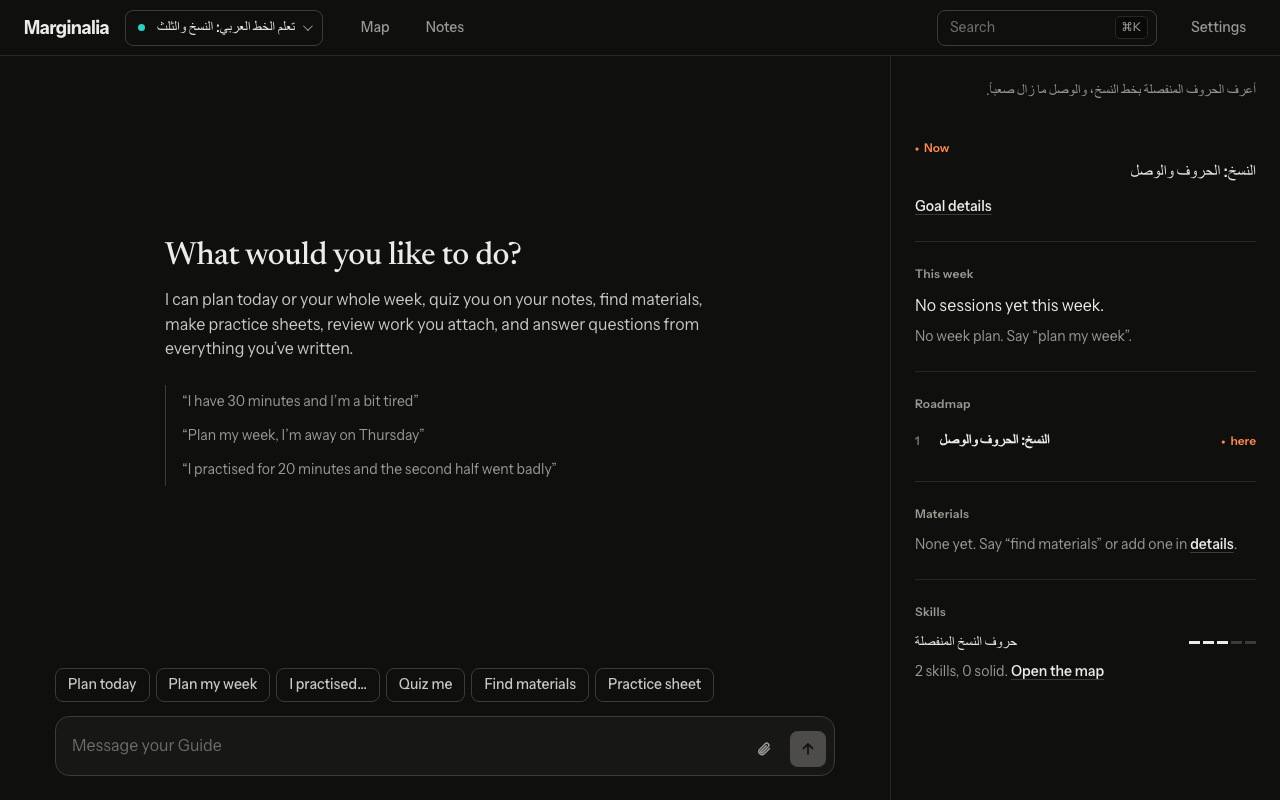 Marginalia
تعلم الخط العربي: النسخ والثلث
Map
Notes
Search
⌘K
Settings
What would you like to do?
I can plan today or your whole week, quiz you on your notes, find materials,
make practice sheets, review work you attach, and answer questions from
everything you’ve written.
“I have 30 minutes and I’m a bit tired”
“Plan my week, I’m away on Thursday”
“I practised for 20 minutes and the second half went badly”
Plan today
Plan my week
I practised...
Quiz me
Find materials
Practice sheet
Message your Guide
أعرف الحروف المنفصلة بخط النسخ، والوصل ما زال صعباً.
• Now
النسخ: الحروف والوصل
Goal details
This week
No sessions yet this week.
No week plan. Say “plan my week”.
Roadmap
1 النسخ: الحروف والوصل • here
Materials
None yet. Say “find materials” or add one in details.
Skills
حروف النسخ المنفصلة
2 skills, 0 solid. Open the map